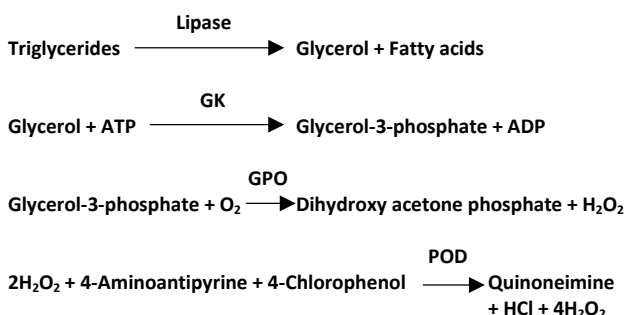 Lipase
Triglycerides Glycerol + Fatty acids
GK
Glycerol + ATP Glycerol-3-phosphate + ADP
GPO
Glycerol-3-phosphate + O₂ Dihydroxy acetone phosphate + H₂O₂
POD
2H₂O₂ + 4-Aminoantipyrine + 4-Chlorophenol Quinoneimine
+ HCl + 4H₂O₂